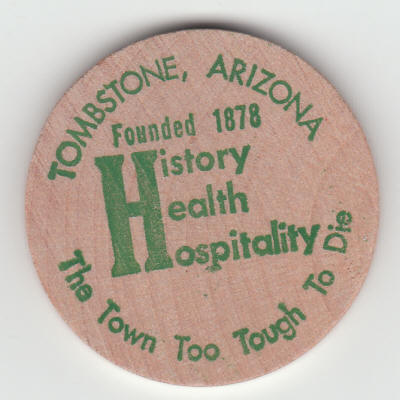 TOMBSTONE, ARIZONA
Founded 1878
History
Health
Hospitality
The Town Too Tough To Die